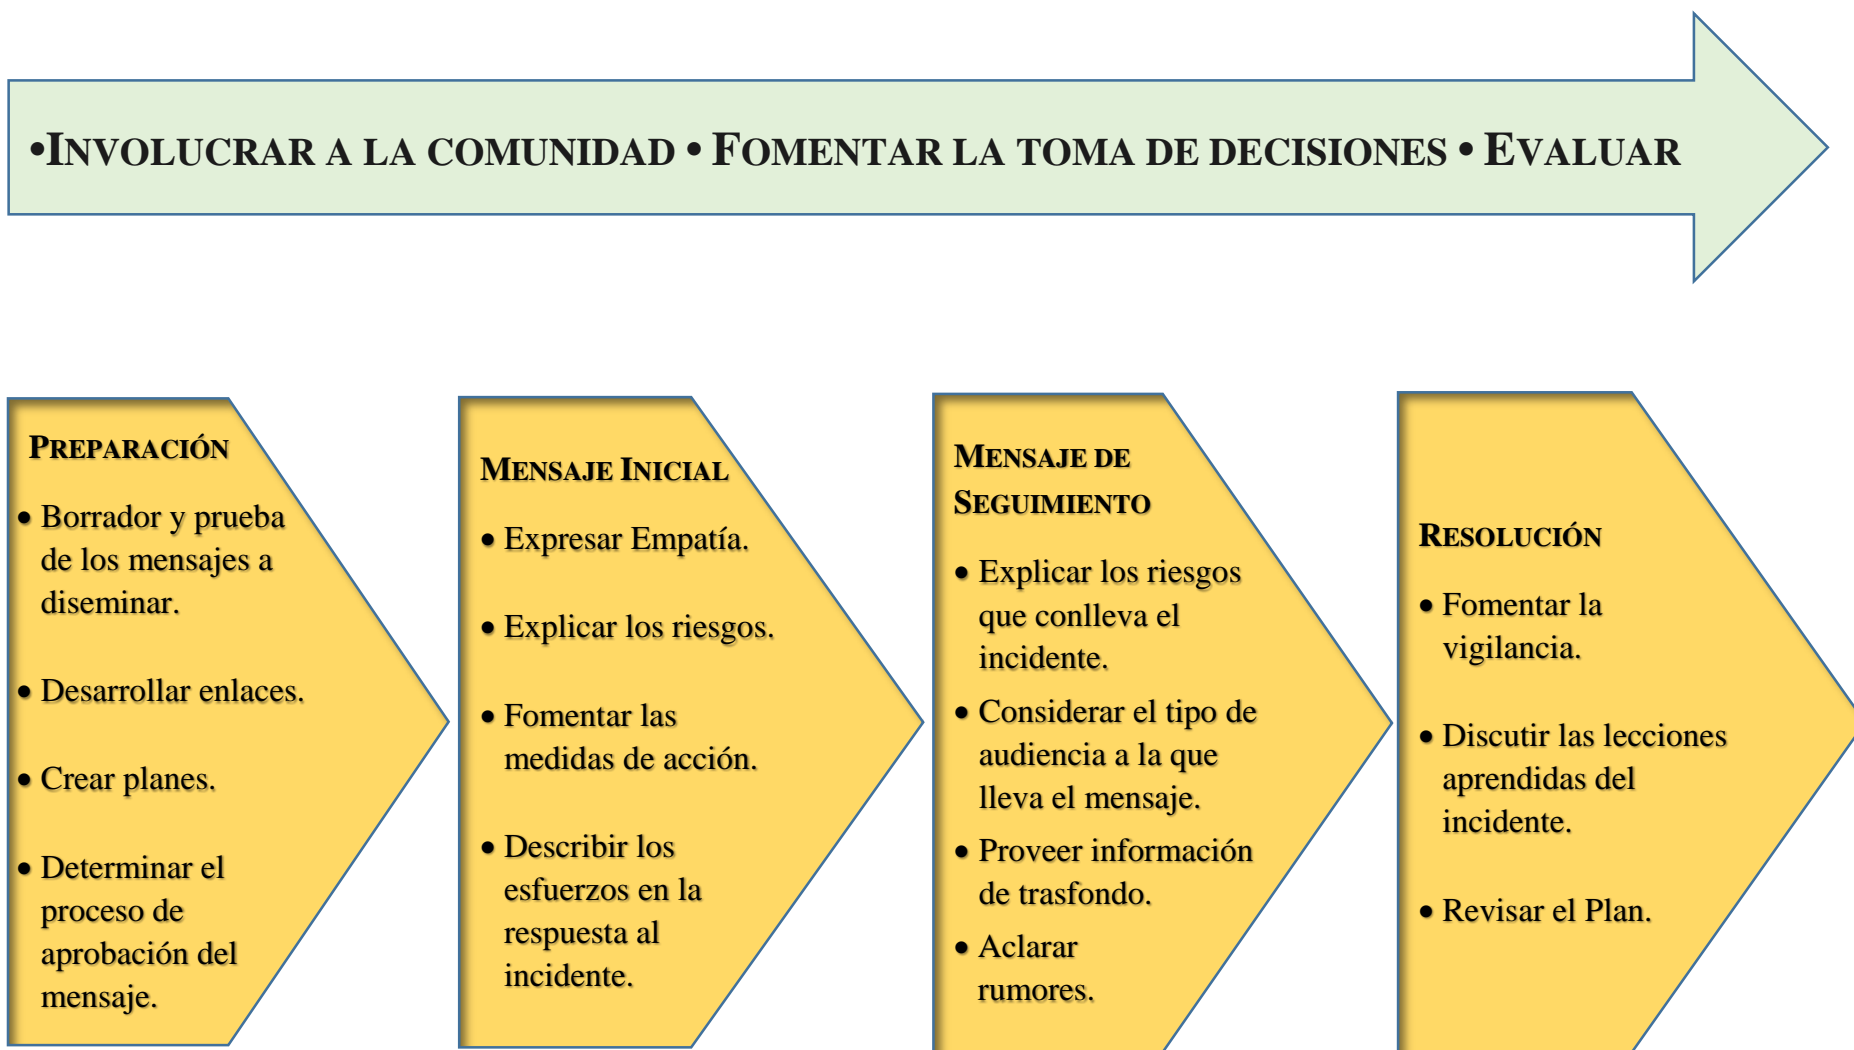 •INVOLUCRAR A LA COMUNIDAD • FOMENTAR LA TOMA DE DECISIONES • EVALUAR
PREPARACIÓN
• Borrador y prueba
de los mensajes a
diseminar.
• Desarrollar enlaces.
• Crear planes.
• Determinar el
proceso de
aprobación del
mensaje.
MENSAJE INICIAL
• Expresar Empatía.
• Explicar los riesgos.
• Fomentar las
medidas de acción.
• Describir los
esfuerzos en la
respuesta al
incidente.
MENSAJE DE
SEGUIMIENTO
• Explicar los riesgos
que conlleva el
incidente.
• Considerar el tipo de
audiencia a la que
lleva el mensaje.
• Proveer información
de trasfondo.
• Aclarar
rumores.
RESOLUCIÓN
• Fomentar la
vigilancia.
• Discutir las lecciones
aprendidas del
incidente.
• Revisar el Plan.